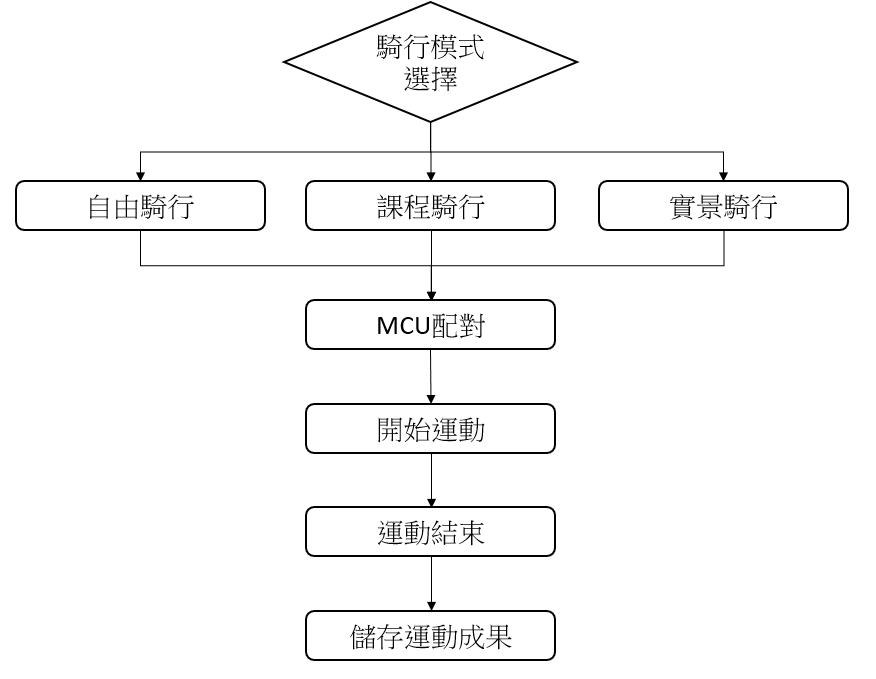 騎行模式
選擇
自由騎行
課程騎行
實景騎行
MCU配對
開始運動
運動結束
儲存運動成果